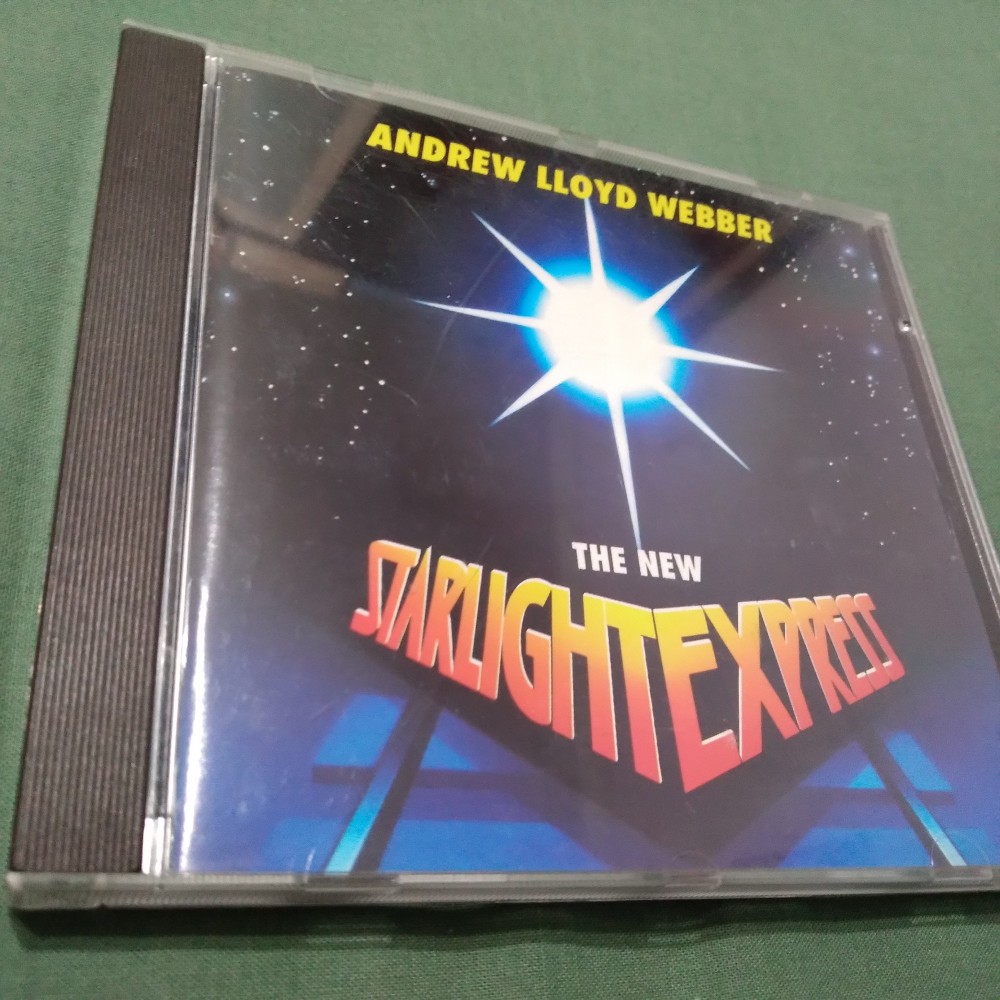 ANDREW LLOYD WEBBER
THE NEW
STARLIGHT EXPRESS